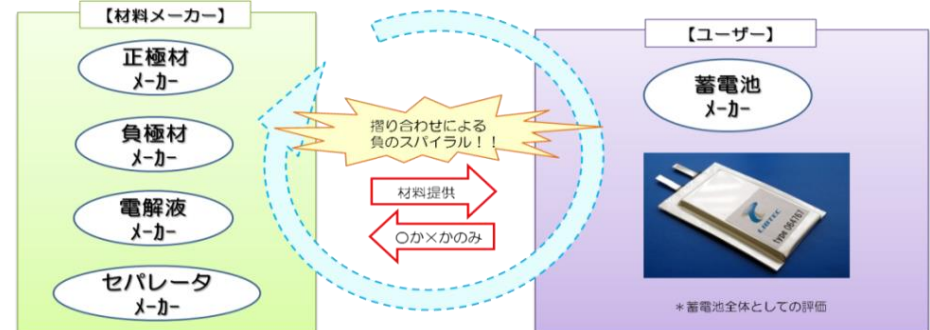 【材料メーカー】
正極材
ﾒｰｶｰ
負極材
ﾒｰｶｰ
電解液
ﾒｰｶｰ
セパレータ
ﾒｰｶｰ
摺り合わせによる
負のスパイラル！！
材料提供
○か×かのみ
【ユーザー】
蓄電池
ﾒｰｶｰ
LIBTEC
type 064767
＊蓄電池全体としての評価